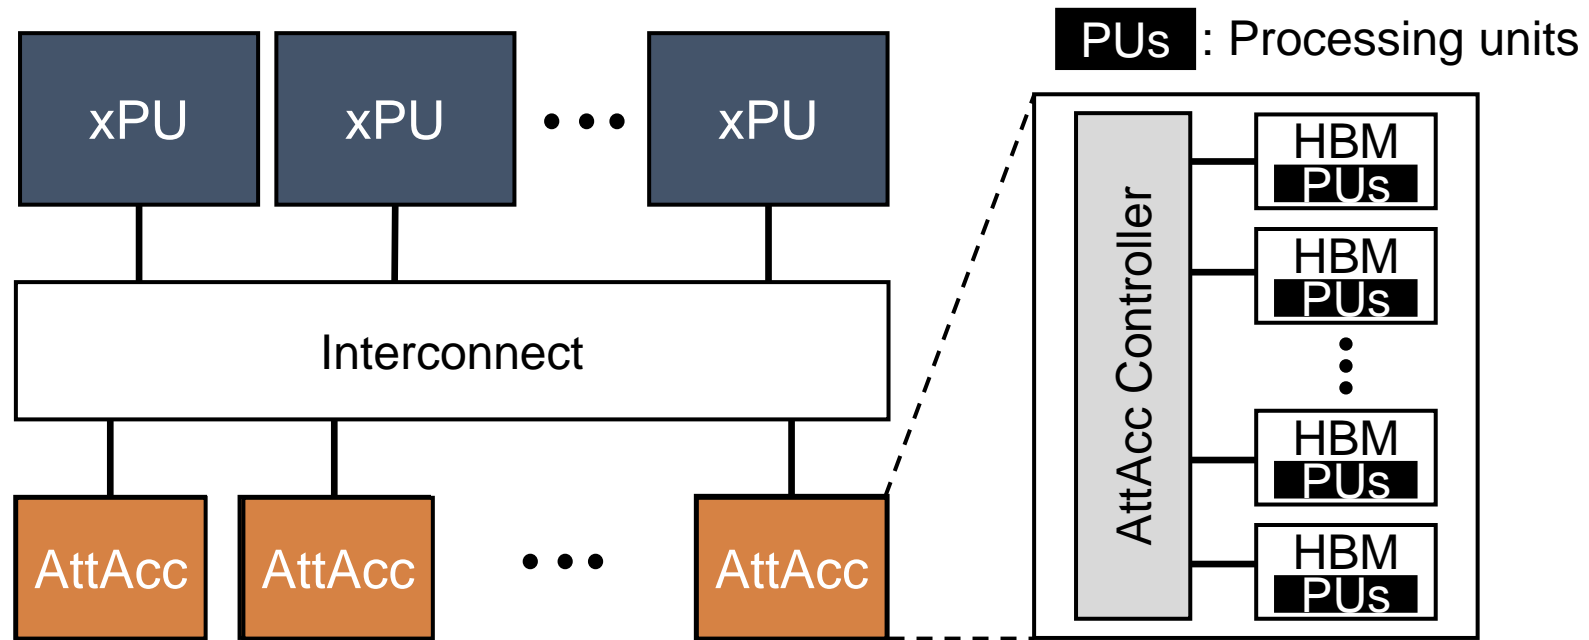 PUs : Processing units
xPU
xPU
xPU
Interconnect
AttAcc
AttAcc
AttAcc
AttAcc Controller
HBM
PUs
HBM
PUs
HBM
PUs
HBM
PUs